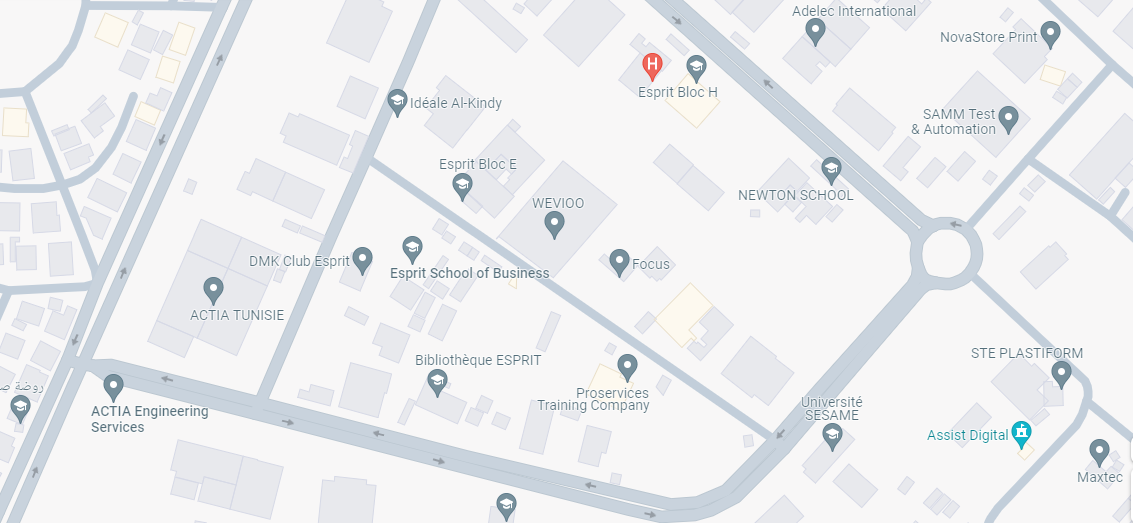 Adelec International
NovaStore Print
H
Esprit Bloc H
Idéale Al-Kindy
SAMM Test
& Automation
Esprit Bloc E
NEWTON SCHOOL
WEVIOO
DMK Club Esprit
Esprit School of Business
Focus
ACTIA TUNISIE
STE PLASTIFORM
Bibliothèque ESPRIT
روضة
Proservices
Training Company
Université
SESAME
ACTIA Engineering
Services
Assist Digital
Maxtec